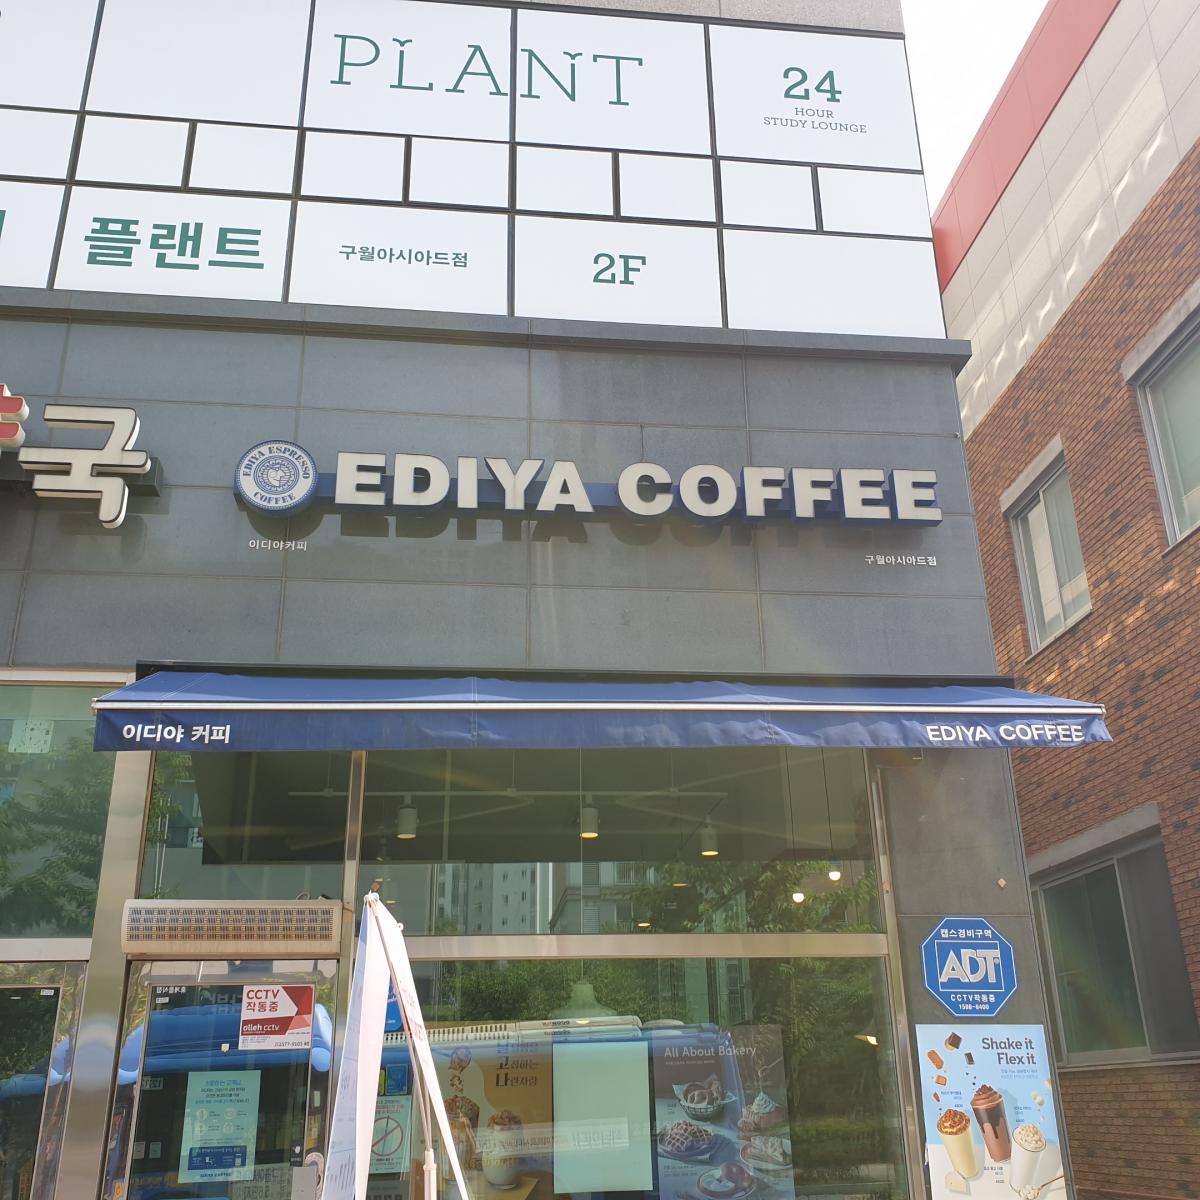 PLANT
24
HOUR
STUDY LOUNGE
플랜트
구월아시아드점
2F
국
EDIYA ESPRESSO
COFFEE
EDIYA COFFEE
이디야커피
구월아시아드점
이디야 커피
EDIYA COFFEE
캡스경비구역
ADT
CCTV작동중
1588-6400
CCTV
작동중
olleh cctv
Shake it
Flex it
All About Bakery